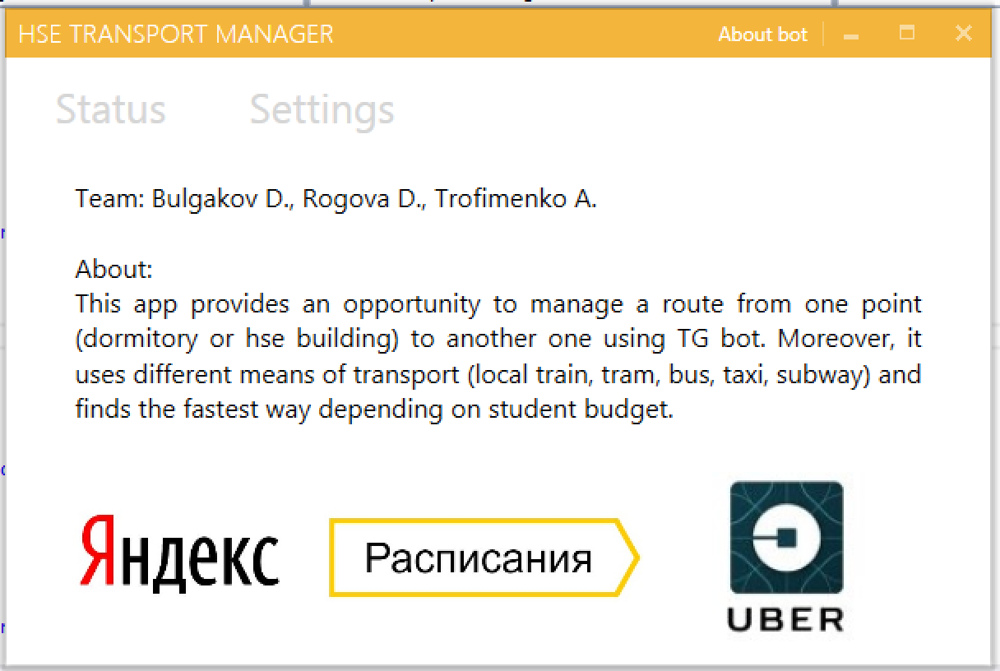 HSE TRANSPORT MANAGER
About bot
Status Settings
Team: Bulgakov D., Rogova D., Trofimenko A.
About:
This app provides an opportunity to manage a route from one point
(dormitory or hse building) to another one using TG bot. Moreover, it
uses different means of transport (local train, tram, bus, taxi, subway) and
finds the fastest way depending on student budget.
Яндекс Расписания
UBER